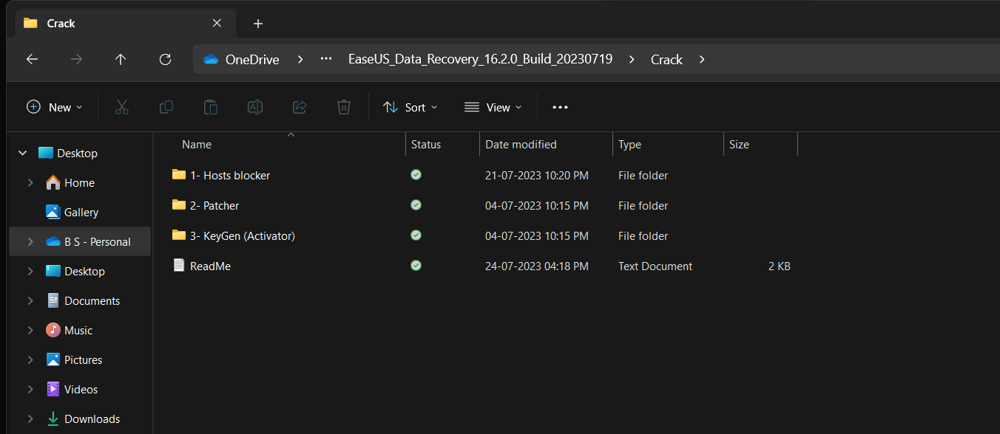 Crack
OneDrive EaseUS_Data_Recovery_16.2.0_Build_20230719 Crack
New Sort View
Name Status Date modified Type Size
Desktop
Home
Gallery
B S - Personal
Desktop
Documents
Music
Pictures
Videos
Downloads
1- Hosts blocker 21-07-2023 10:20 PM File folder
2- Patcher 04-07-2023 10:15 PM File folder
3- KeyGen (Activator) 04-07-2023 10:15 PM File folder
ReadMe 24-07-2023 04:18 PM Text Document 2 KB